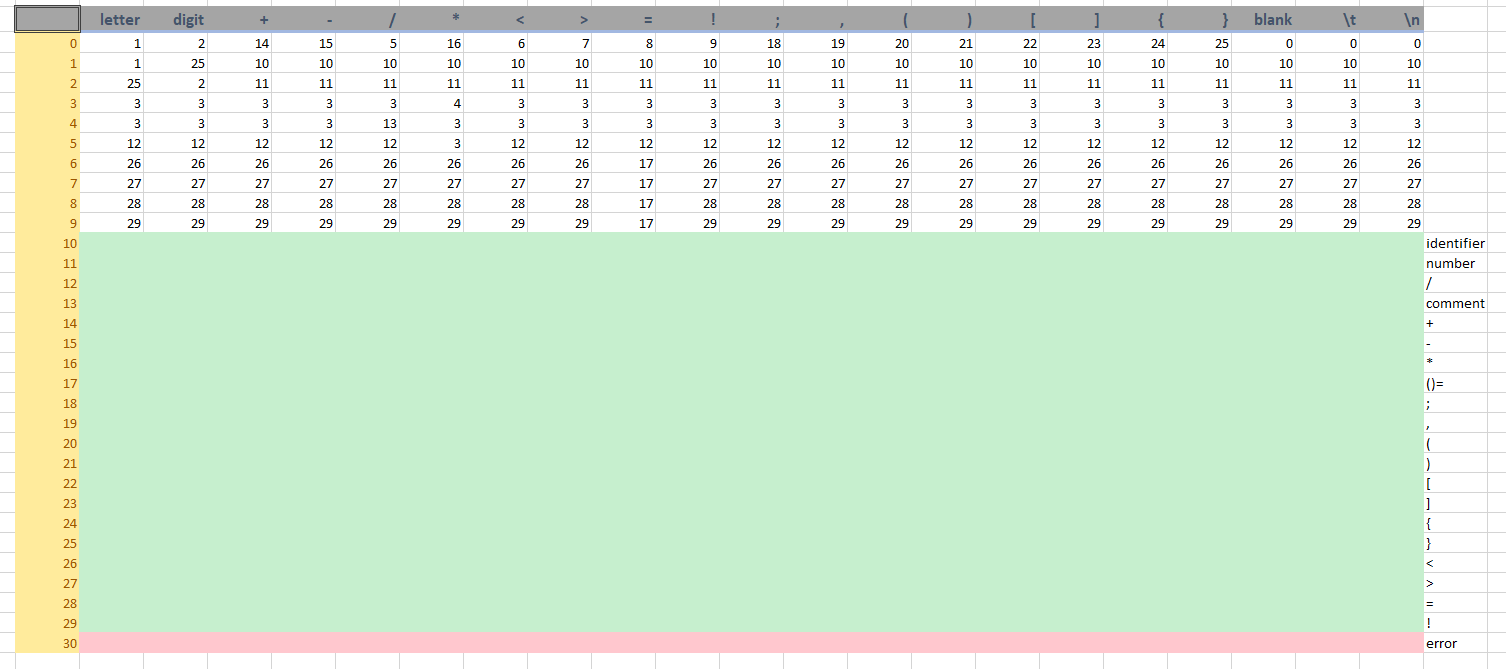 letter digit + - / * < > = ! ; , ( ) [ ] { } blank \t \n
0 1 2 14 15 5 16 6 7 8 9 18 19 20 21 22 23 24 25 0 0 0
1 1 25 10 10 10 10 10 10 10 10 10 10 10 10 10 10 10 10 10 10 10
2 25 2 11 11 11 11 11 11 11 11 11 11 11 11 11 11 11 11 11 11 11
3 3 3 3 3 3 4 3 3 3 3 3 3 3 3 3 3 3 3 3 3 3
4 3 3 3 3 13 3 3 3 3 3 3 3 3 3 3 3 3 3 3 3 3
5 12 12 12 12 12 3 12 12 12 12 12 12 12 12 12 12 12 12 12 12 12
6 26 26 26 26 26 26 26 26 17 26 26 26 26 26 26 26 26 26 26 26 26
7 27 27 27 27 27 27 27 27 17 27 27 27 27 27 27 27 27 27 27 27 27
8 28 28 28 28 28 28 28 28 17 28 28 28 28 28 28 28 28 28 28 28 28
9 29 29 29 29 29 29 29 29 17 29 29 29 29 29 29 29 29 29 29 29 29
10 identifier
11 number
12 /
13 comment
14 +
15 -
16 *
17 ()=
18 ;
19 ,
20 (
21 )
22 [
23 ]
24 {
25 }
26 <
27 >
28 =
29 !
30 error